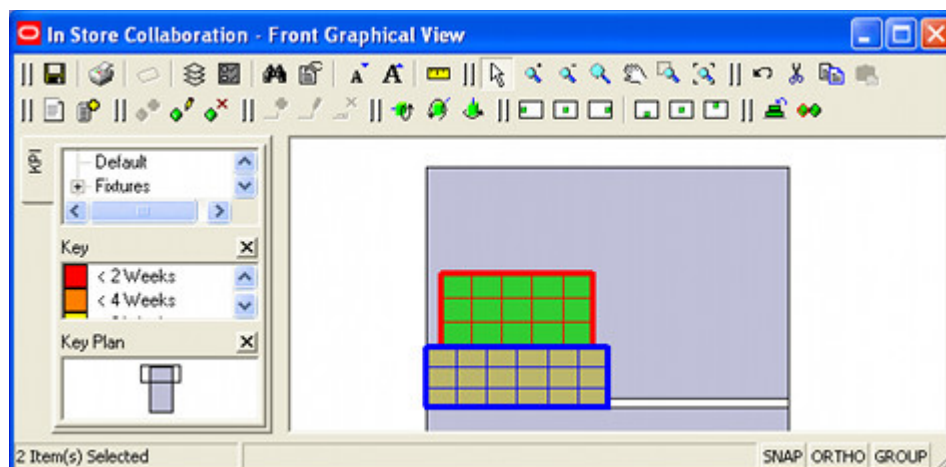 In Store Collaboration - Front Graphical View
KPI
Default
Fixtures
Key
< 2 Weeks
< 4 Weeks
Key Plan
2 Item(s) Selected
SNAP ORTHO GROUP